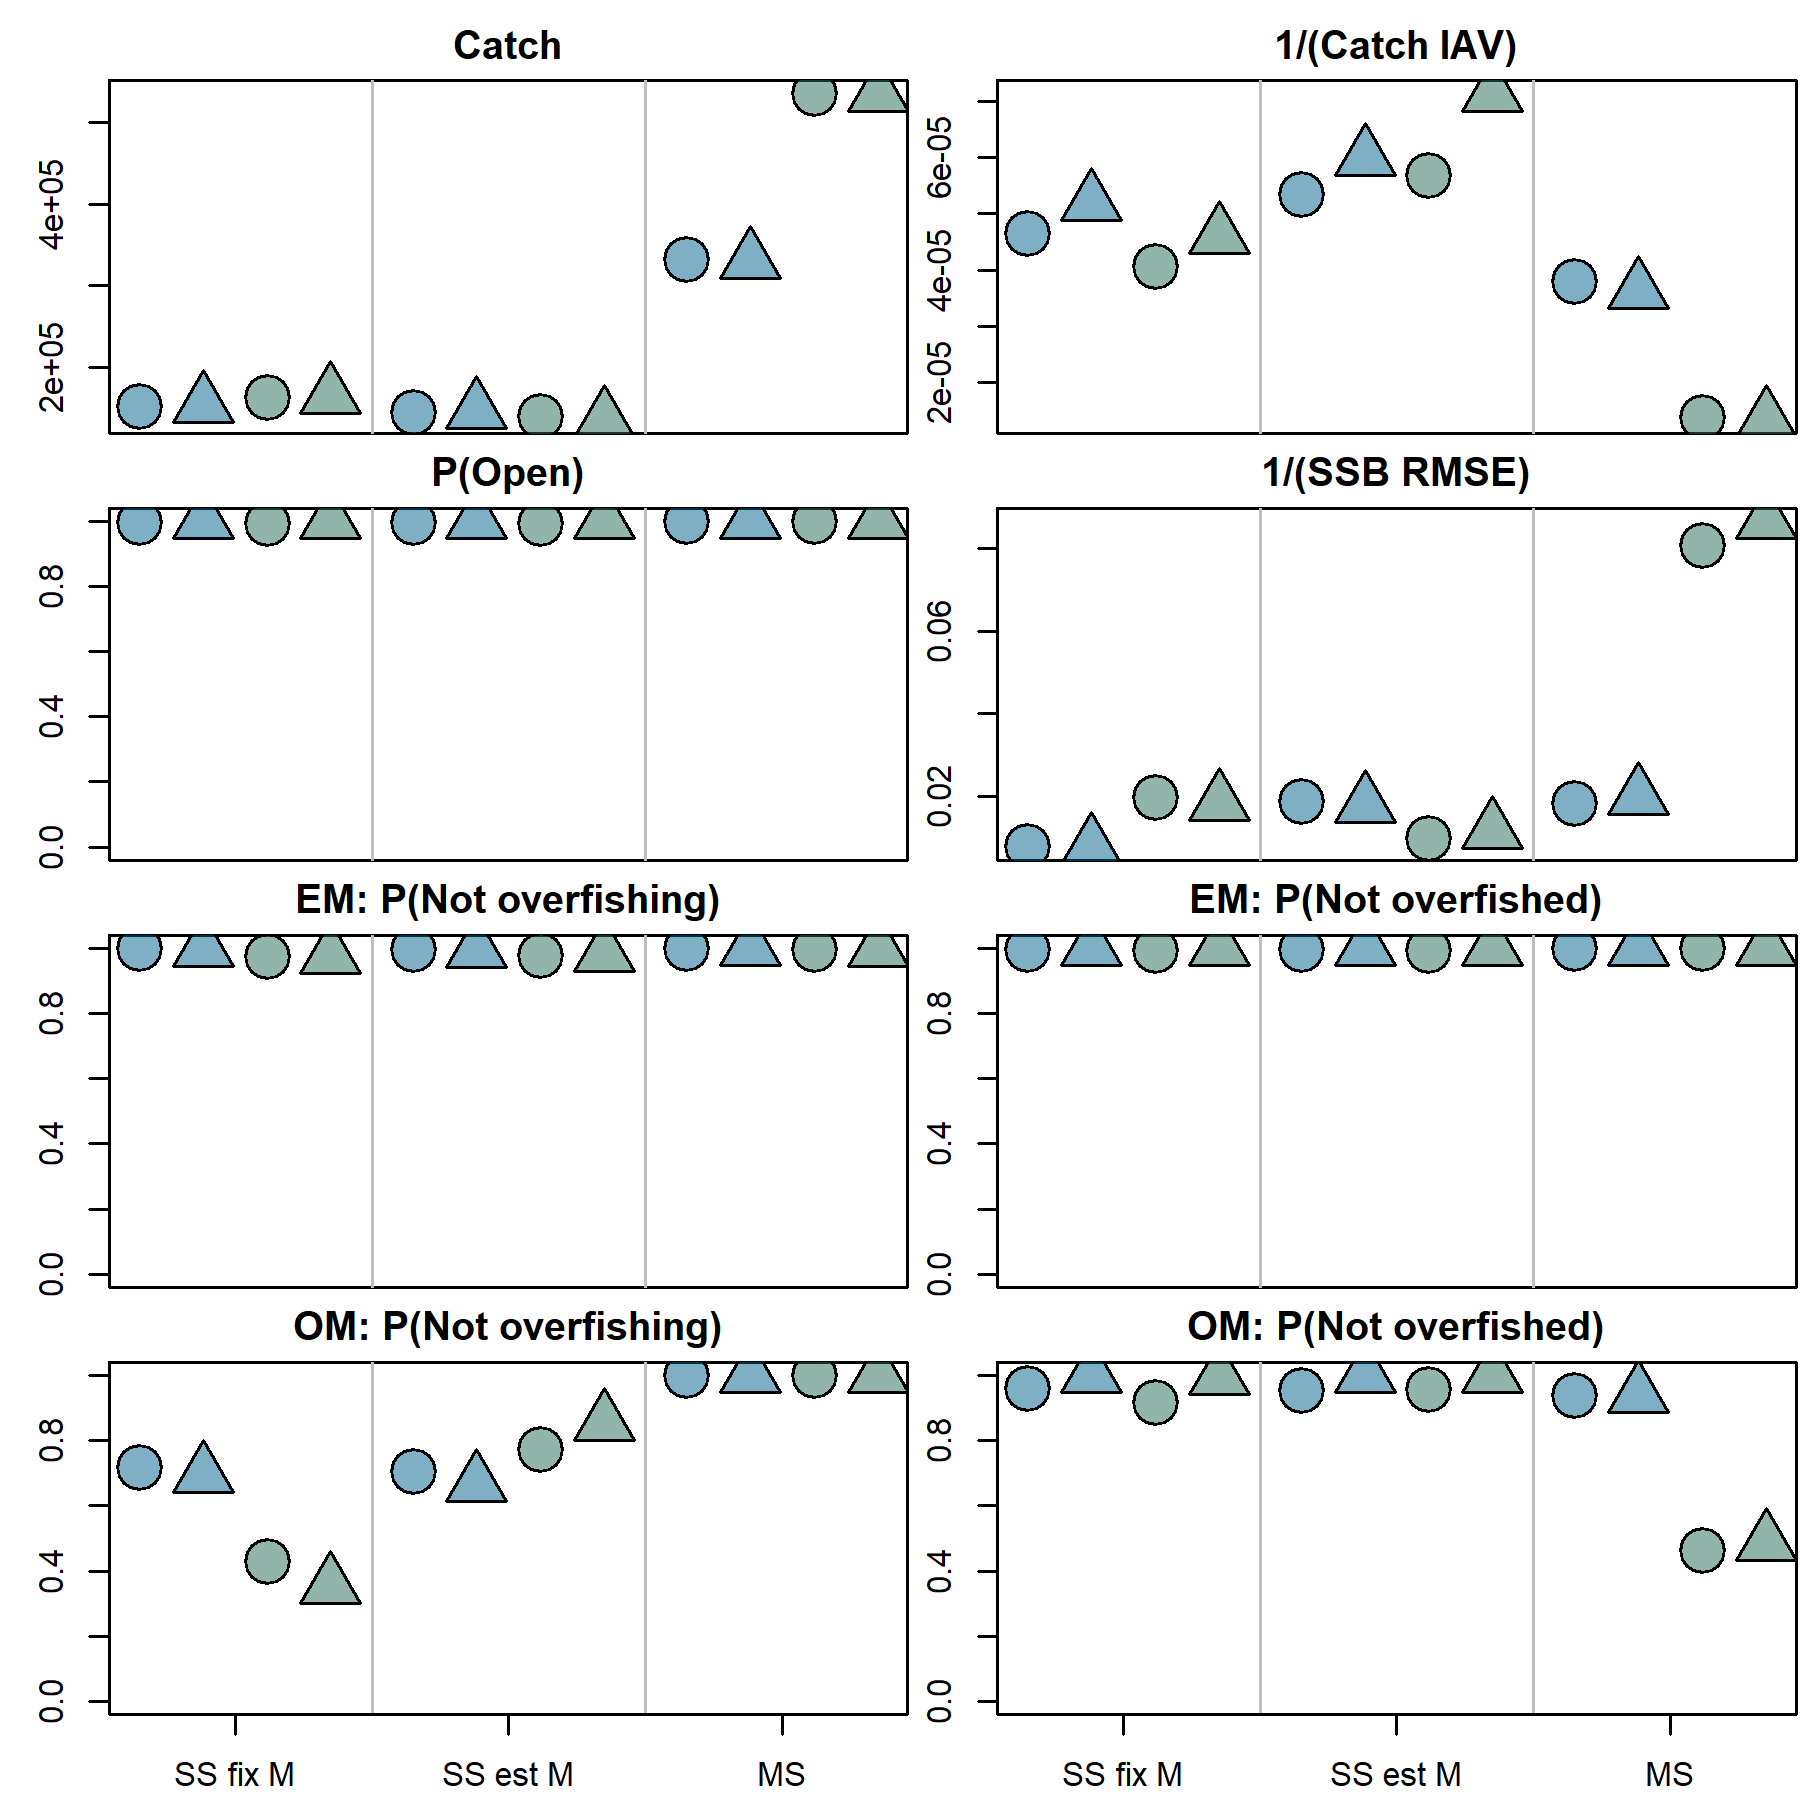 Catch
1/(Catch IAV)
4e+05
2e+05
6e-05
4e-05
2e-05
P(Open)
1/(SSB RMSE)
0.8
0.4
0.0
0.06
0.02
EM: P(Not overfishing)
EM: P(Not overfished)
0.8
0.4
0.0
0.8
0.4
0.0
OM: P(Not overfishing)
OM: P(Not overfished)
0.8
0.4
0.0
0.8
0.4
0.0
SS fix M
SS est M
MS
SS fix M
SS est M
MS